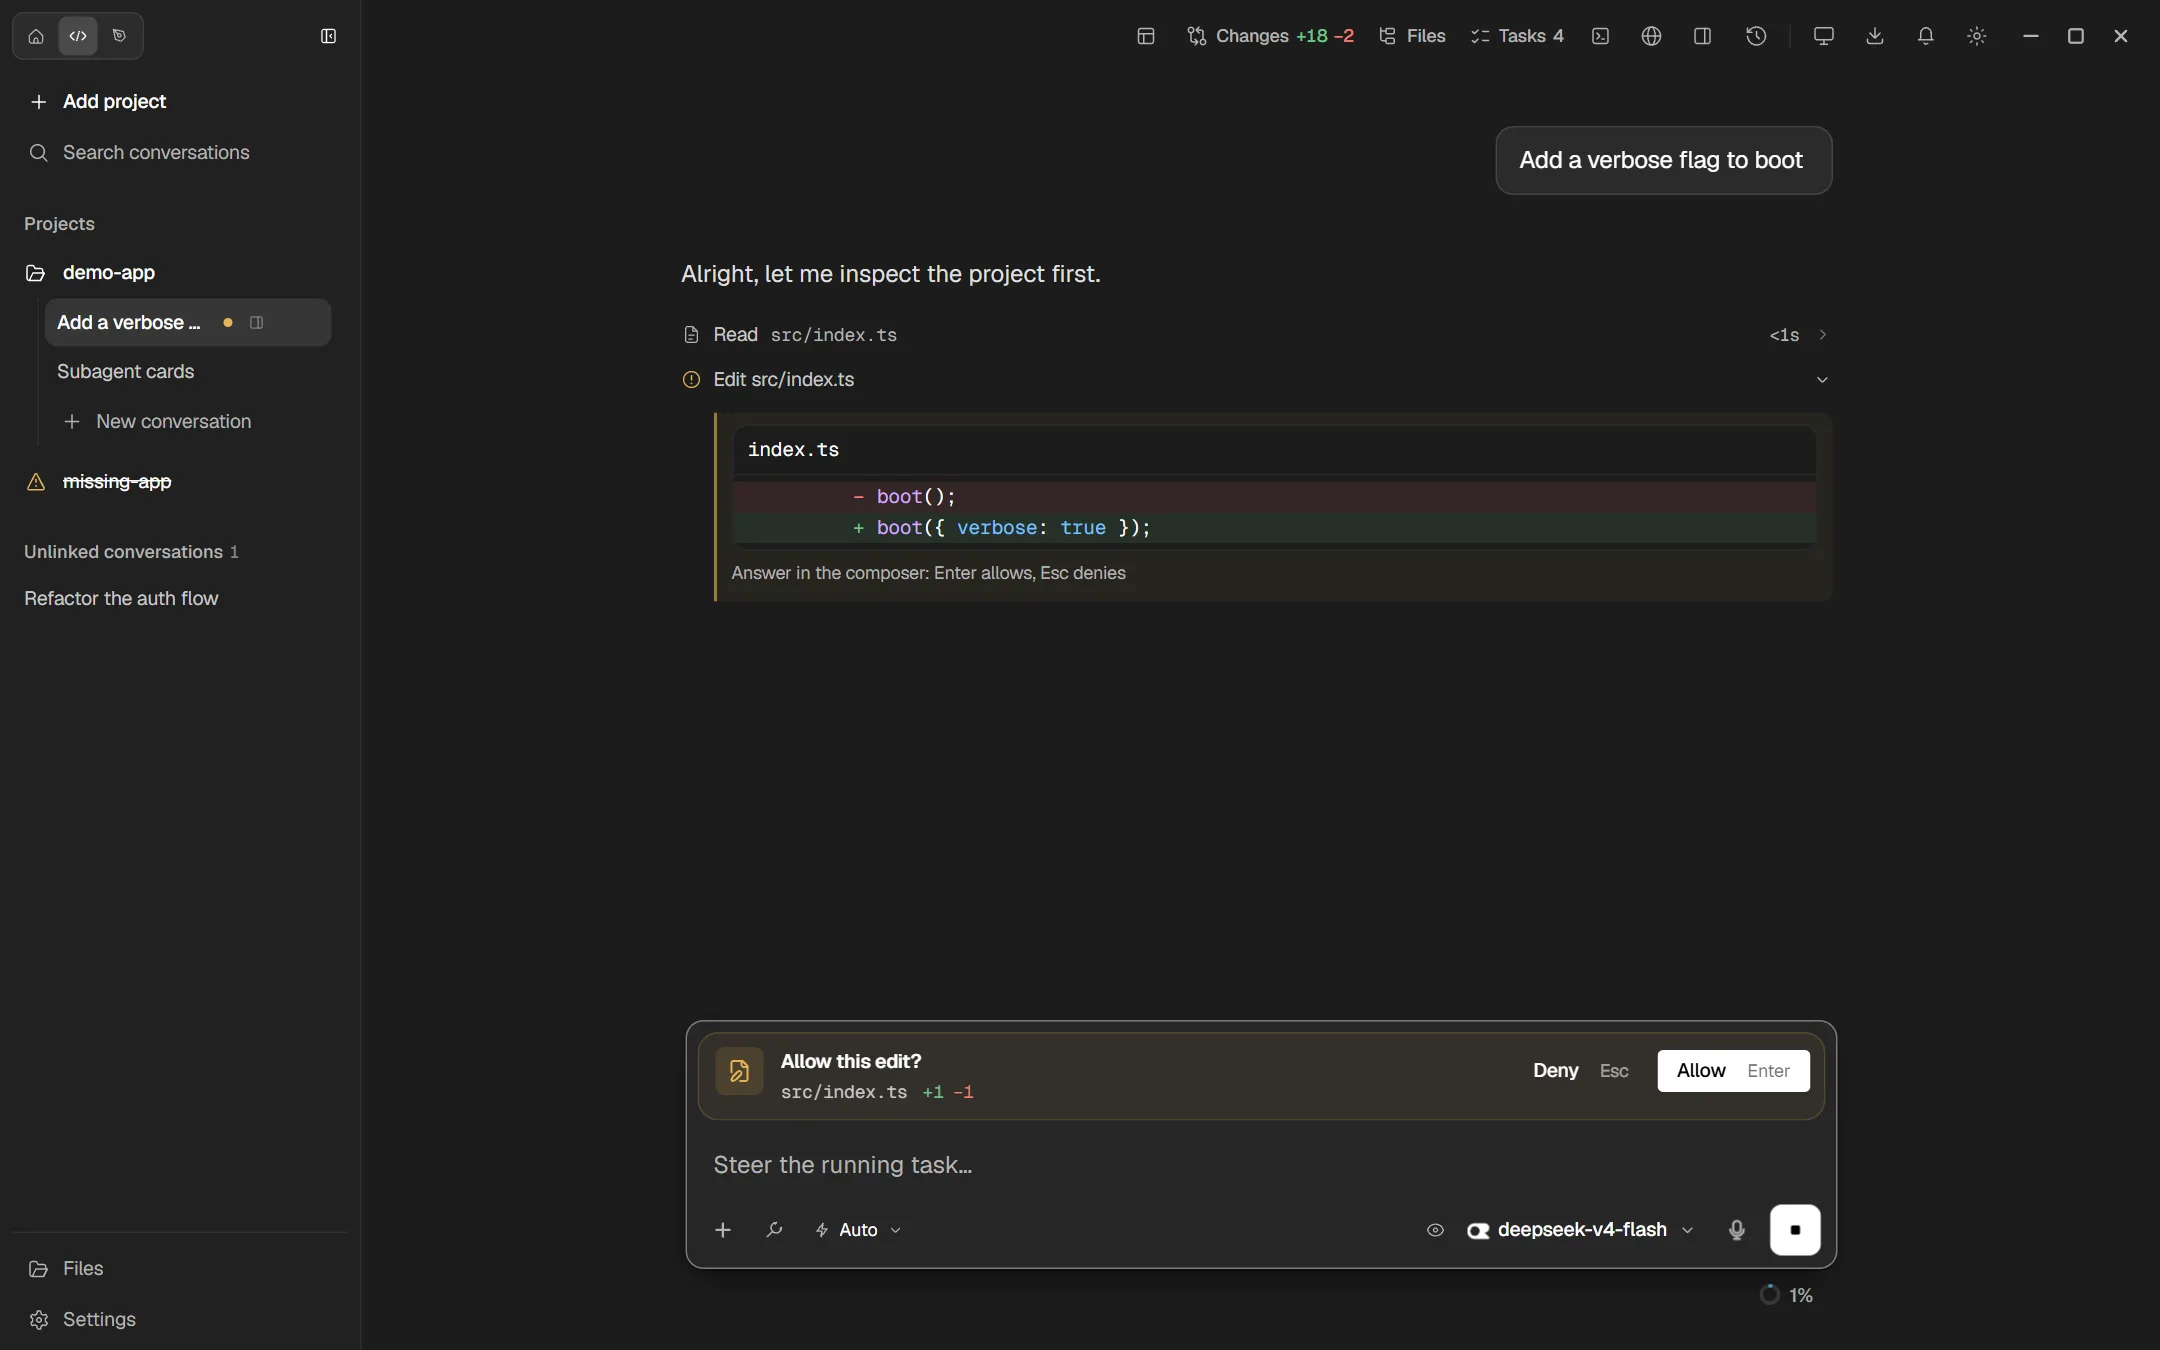 Changes +18 −2
Files
Tasks 4
Add project
Search conversations
Projects
demo-app
Add a verbose ...
Subagent cards
New conversation
missing-app
Unlinked conversations 1
Refactor the auth flow
Files
Settings
Add a verbose flag to boot
Alright, let me inspect the project first.
Read src/index.ts <1s
Edit src/index.ts
index.ts
- boot();
+ boot({ verbose: true });
Answer in the composer: Enter allows, Esc denies
Allow this edit?
src/index.ts +1 −1
Deny Esc
Allow Enter
Steer the running task...
Auto
deepseek-v4-flash
1%